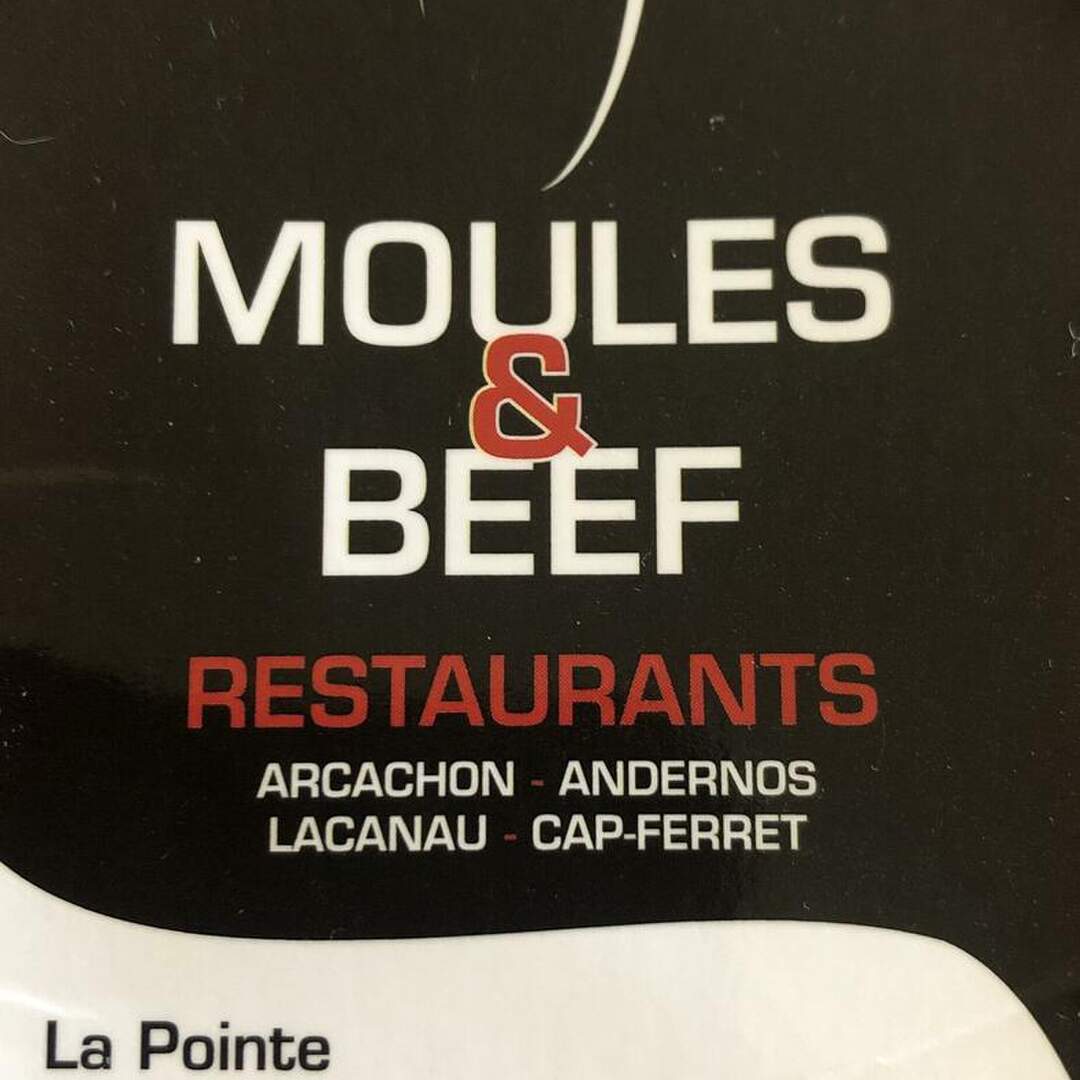 MOULES
&
BEEF
RESTAURANTS
ARCACHON - ANDERNOS
LACANAU - CAP-FERRET
La Pointe